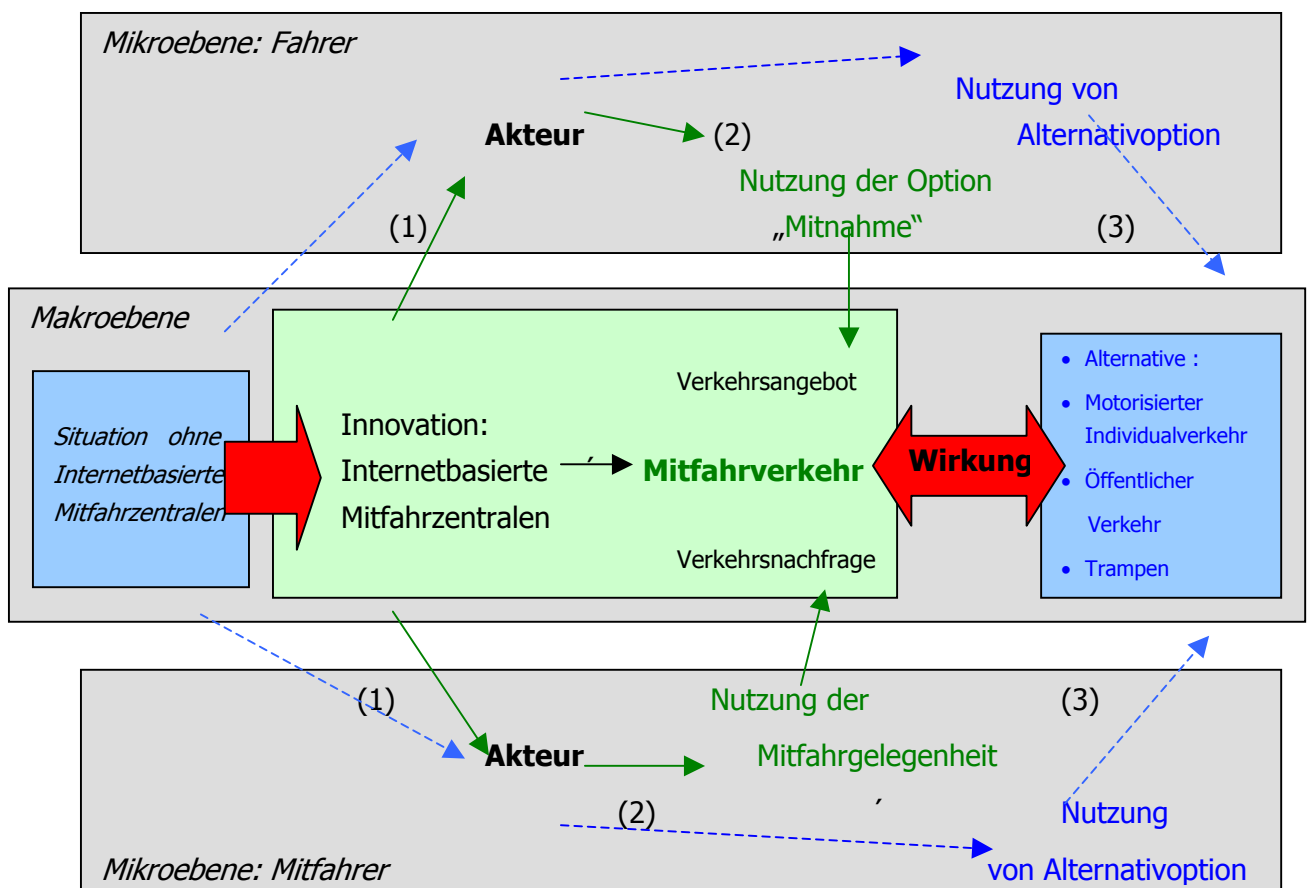 Mikroebene: Fahrer
Nutzung von
Alternativoption
Akteur
(2)
Nutzung der Option
„Mitnahme“
(1)
(3)
Makroebene
Situation ohne
Internetbasierte
Mitfahrzentralen
Innovation:
Internetbasierte
Mitfahrzentralen
Verkehrsangebot
Mitfahrverkehr
Verkehrsnachfrage
Wirkung
• Alternative :
• Motorisierter
Individualverkehr
• Öffentlicher
Verkehr
• Trampen
(1)
Nutzung der
(3)
Akteur
Mitfahrgelegenheit
(2)
Nutzung
von Alternativoption
Mikroebene: Mitfahrer